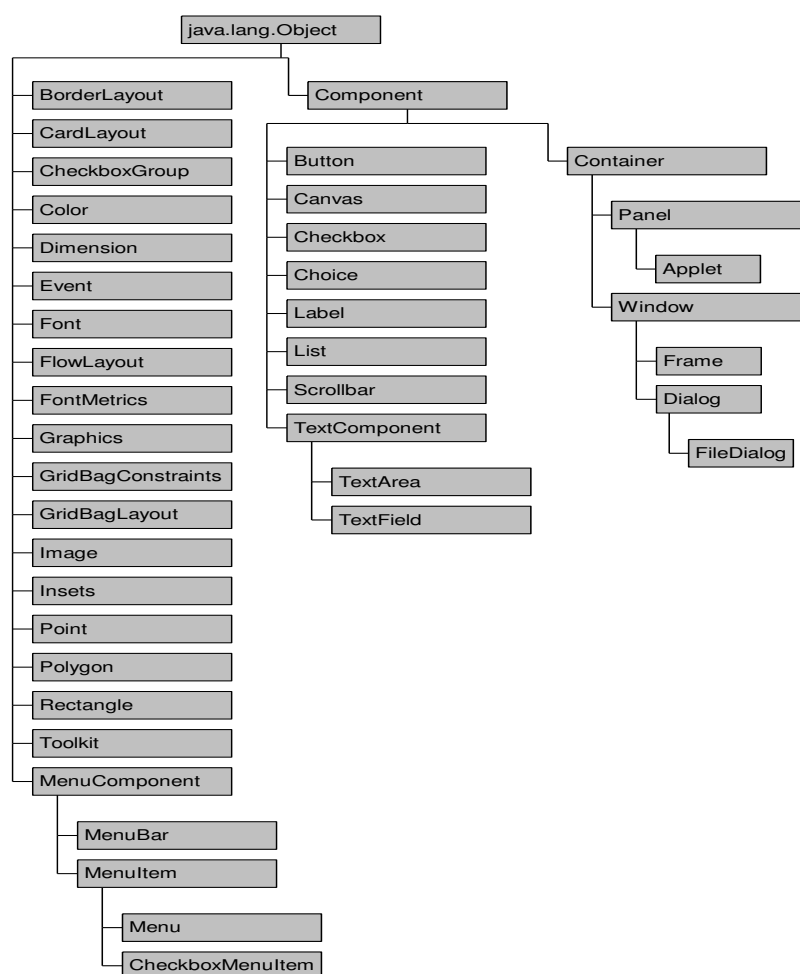 java.lang.Object
BorderLayout
CardLayout
CheckboxGroup
Color
Dimension
Event
Font
FlowLayout
FontMetrics
Graphics
GridBagConstraints
GridBagLayout
Image
Insets
Point
Polygon
Rectangle
Toolkit
MenuComponent
MenuBar
MenuItem
Menu
CheckboxMenuItem
Component
Button
Canvas
Checkbox
Choice
Label
List
Scrollbar
TextComponent
TextArea
TextField
Container
Panel
Applet
Window
Frame
Dialog
FileDialog